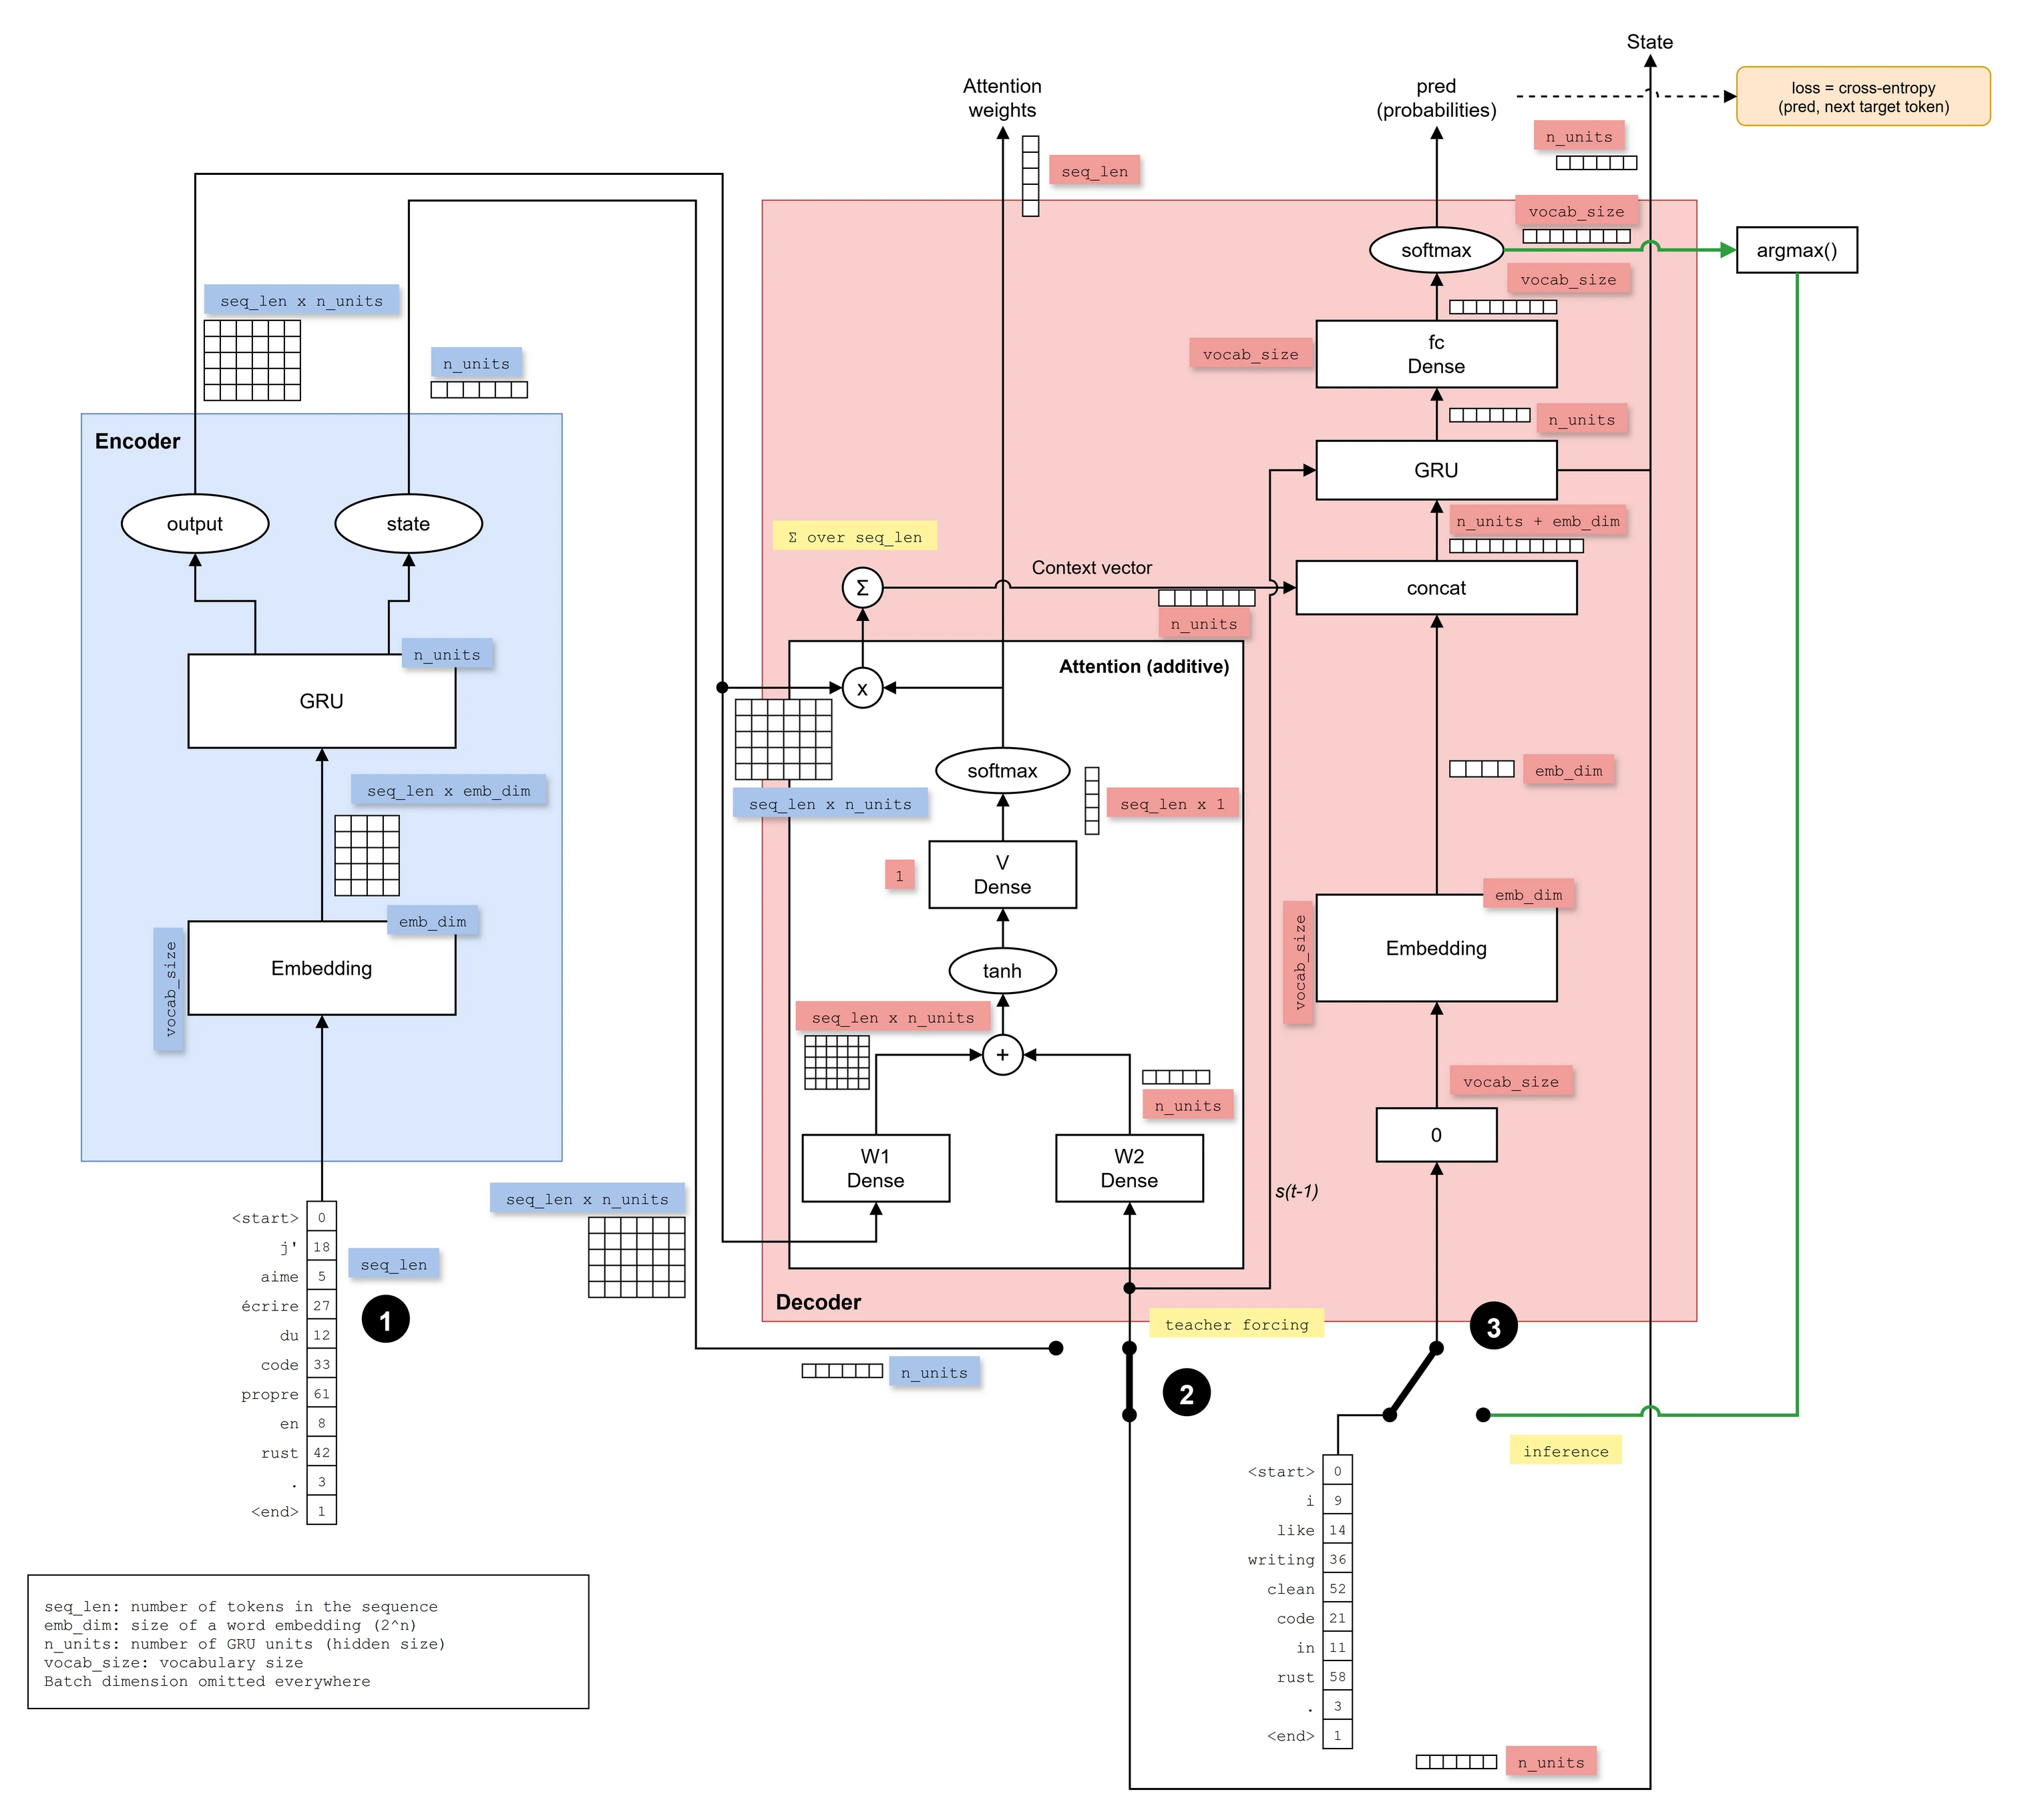 State
Attention
weights
pred
(probabilities)
loss = cross-entropy
(pred, next target token)
n_units
seq_len
vocab_size
softmax
argmax()
vocab_size
seq_len x n_units
fc
Dense
vocab_size
n_units
n_units
Encoder
GRU
output
state
n_units + emb_dim
Σ over seq_len
Context vector
Σ
concat
n_units
n_units
GRU
Attention (additive)
x
softmax
emb_dim
seq_len x emb_dim
seq_len x n_units
seq_len x 1
V
Dense
1
emb_dim
Embedding
vocab_size
emb_dim
Embedding
vocab_size
tanh
seq_len x n_units
+
n_units
vocab_size
W1
Dense
W2
Dense
0
s(t-1)
seq_len x n_units
Decoder
<start> 0
j' 18
aime 5
écrire 27
du 12
code 33
propre 61
en 8
rust 42
. 3
<end> 1
seq_len
1
teacher forcing
n_units
2
3
inference
<start> 0
i 9
like 14
writing 36
clean 52
code 21
in 11
rust 58
. 3
<end> 1
n_units
seq_len: number of tokens in the sequence
emb_dim: size of a word embedding (2^n)
n_units: number of GRU units (hidden size)
vocab_size: vocabulary size
Batch dimension omitted everywhere